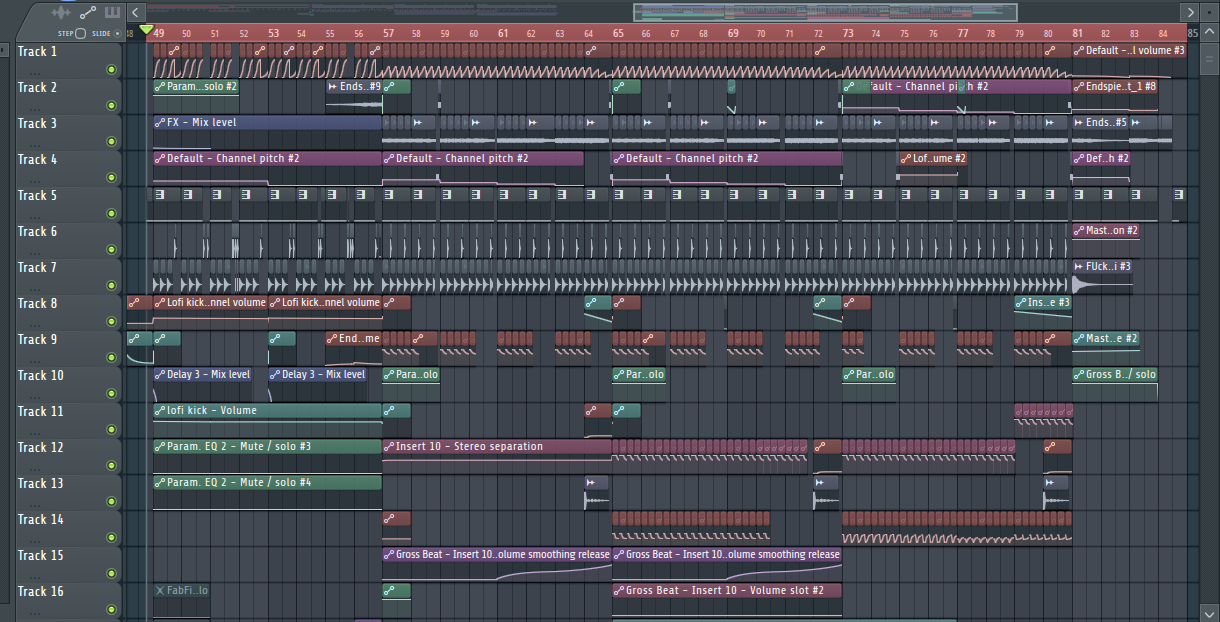 STEP SLIDE
48 49 50 51 52 53 54 55 56 57 58 59 60 61 62 63 64 65 66 67 68 69 70 71 72 73 74 75 76 77 78 79 80 81 82 83 84 85
Track 1 Default - ..l volume #3
Track 2 Param...solo #2 Ends..#9 fault - Channel pit h #2 Endspie..t_1 #8
Track 3 FX - Mix level Ends..#5
Track 4 Default - Channel pitch #2 Default - Channel pitch #2 Default - Channel pitch #2 Lof..ume #2 Def..h #2
Track 5
Track 6 Mast..on #2
Track 7 FUck..i #3
Track 8 Lofi kick..nnel volume Lofi kick..nnel volume Ins..e #3
Track 9 End..me Mast..e #2
Track 10 Delay 3 - Mix level Delay 3 - Mix level Para..olo Par..olo Par..olo Gross B../ solo
Track 11 lofi kick - Volume
Track 12 Param. EQ 2 - Mute / solo #3 Insert 10 - Stereo separation
Track 13 Param. EQ 2 - Mute / solo #4
Track 14
Track 15 Gross Beat - Insert 10..olume smoothing release Gross Beat - Insert 10..olume smoothing release
Track 16 FabFi..lo Gross Beat - Insert 10 - Volume slot #2